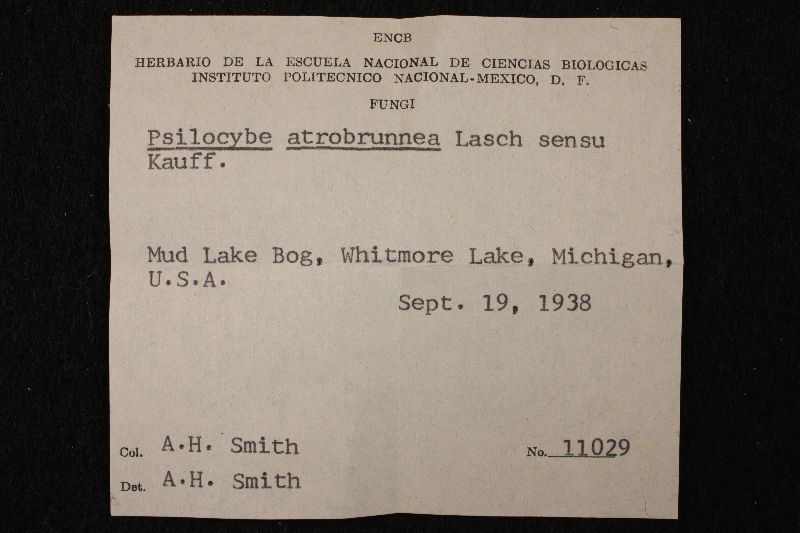 ENCB
HERBARIO DE LA ESCUELA NACIONAL DE CIENCIAS BIOLOGICAS
INSTITUTO POLITECNICO NACIONAL-MEXICO, D. F.
FUNGI
Psilocybe atrobrunnea Lasch sensu
Kauff.
Mud Lake Bog, Whitmore Lake, Michigan,
U.S.A.
Sept. 19, 1938
Col. A.H. Smith No. 11029
Det. A.H. Smith